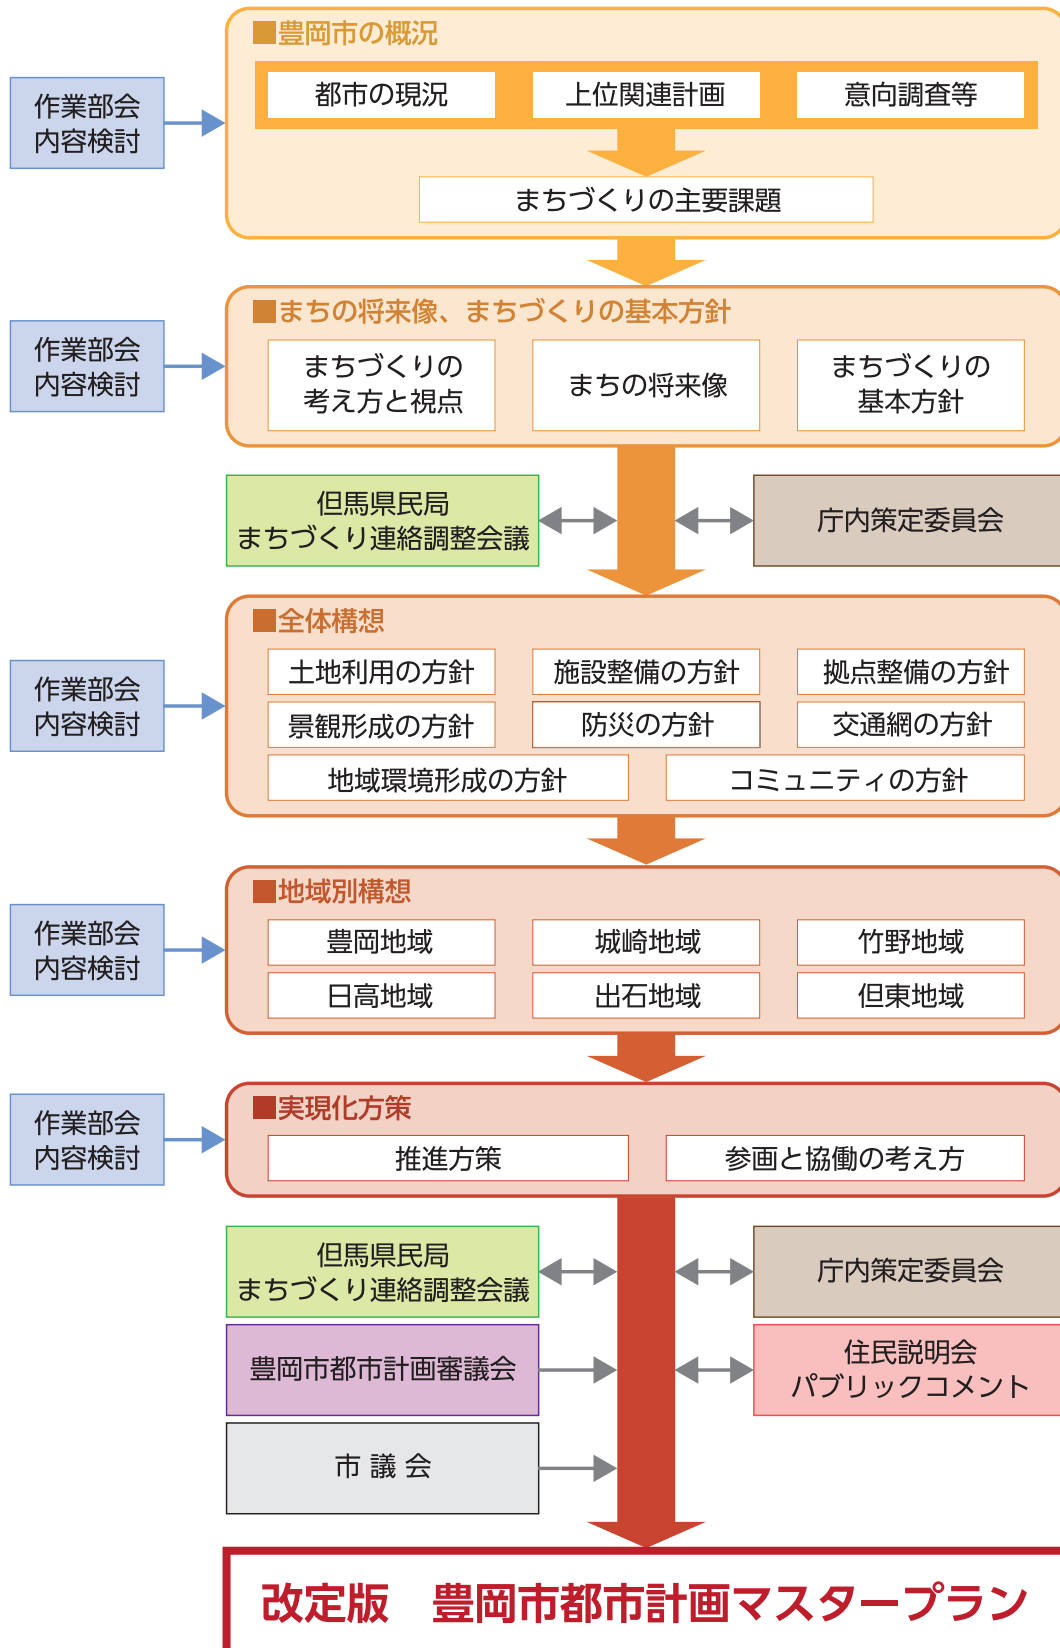 ■豊岡市の概況
都市の現況
上位関連計画
意向調査等
作業部会
内容検討
まちづくりの主要課題
■まちの将来像、まちづくりの基本方針
作業部会
内容検討
まちづくりの
考え方と視点
まちの将来像
まちづくりの
基本方針
但馬県民局
まちづくり連絡調整会議
庁内策定委員会
■全体構想
作業部会
内容検討
土地利用の方針
施設整備の方針
拠点整備の方針
景観形成の方針
防災の方針
交通網の方針
地域環境形成の方針
コミュニティの方針
■地域別構想
作業部会
内容検討
豊岡地域
城崎地域
竹野地域
日高地域
出石地域
但東地域
■実現化方策
作業部会
内容検討
推進方策
参画と協働の考え方
但馬県民局
まちづくり連絡調整会議
庁内策定委員会
豊岡市都市計画審議会
住民説明会
パブリックコメント
市 議 会
改定版　豊岡市都市計画マスタープラン